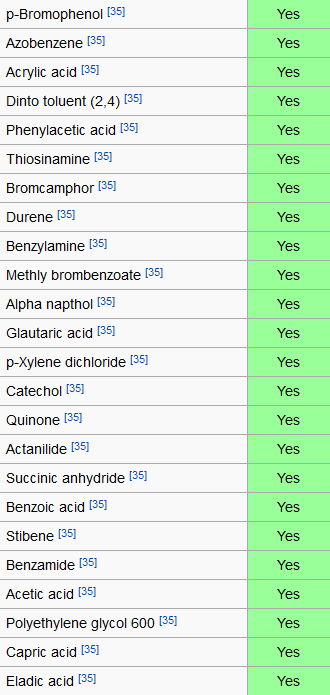 p-Bromophenol [35] Yes
Azobenzene [35] Yes
Acrylic acid [35] Yes
Dinto toluent (2,4) [35] Yes
Phenylacetic acid [35] Yes
Thiosinamine [35] Yes
Bromcamphor [35] Yes
Durene [35] Yes
Benzylamine [35] Yes
Methly brombenzoate [35] Yes
Alpha napthol [35] Yes
Glautaric acid [35] Yes
p-Xylene dichloride [35] Yes
Catechol [35] Yes
Quinone [35] Yes
Actanilide [35] Yes
Succinic anhydride [35] Yes
Benzoic acid [35] Yes
Stibene [35] Yes
Benzamide [35] Yes
Acetic acid [35] Yes
Polyethylene glycol 600 [35] Yes
Capric acid [35] Yes
Eladic acid [35] Yes